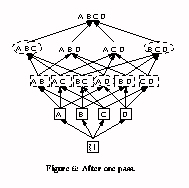 A B C D
A B C A B D A C D B C D
A B A C B C A D B D C D
A B C D
{ }
Figure 6: After one pass.